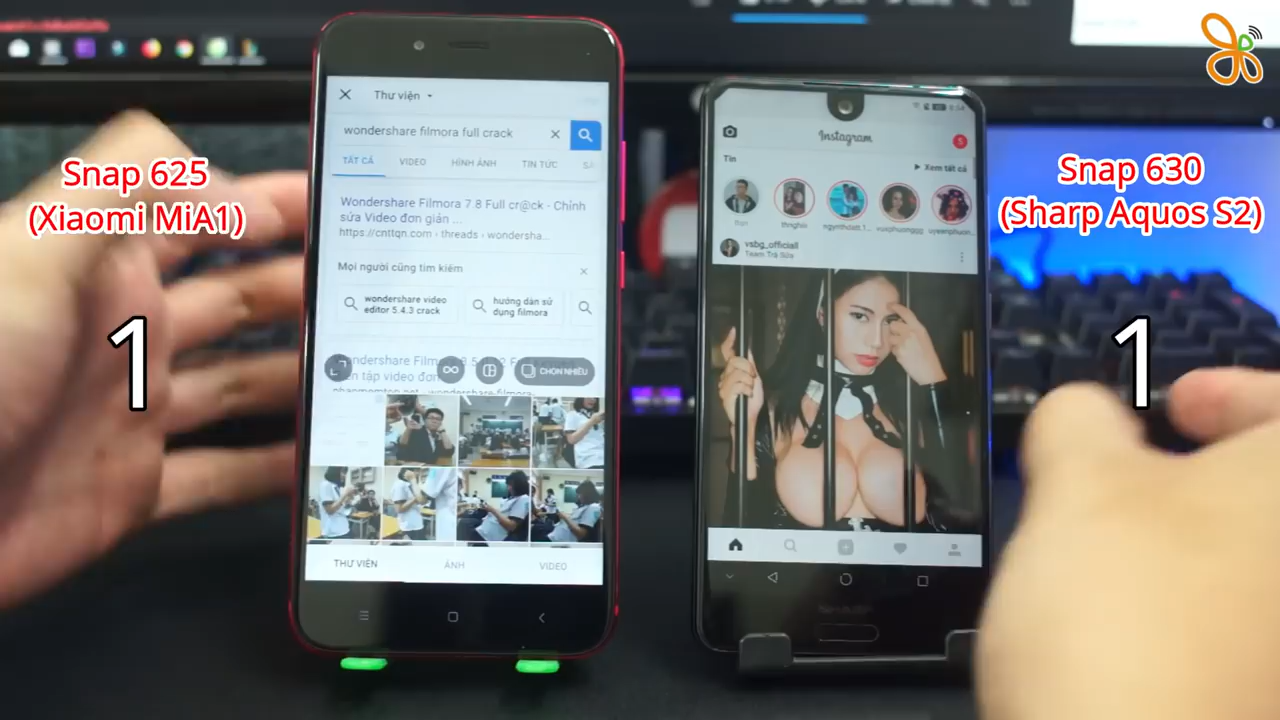 Snap 625
(Xiaomi MiA1)
1
Thư viện
wondershare filmora full crack
TẤT CẢ VIDEO HÌNH ẢNH TIN TỨC
Wondershare Filmora 7.8 Full cr@ck - Chỉnh
sửa Video đơn giản ...
https://cnttqn.com › threads › wondersha...
Mọi người cũng tìm kiếm
wondershare video
editor 5.4.3 crack
hướng dẫn sử
dụng filmora
CHỌN NHIỀU
THƯ VIỆN ẢNH VIDEO
Instagram
Tin
Xem tất cả
vsbg_officiall
Team Trà Sữa
Snap 630
(Sharp Aquos S2)
1